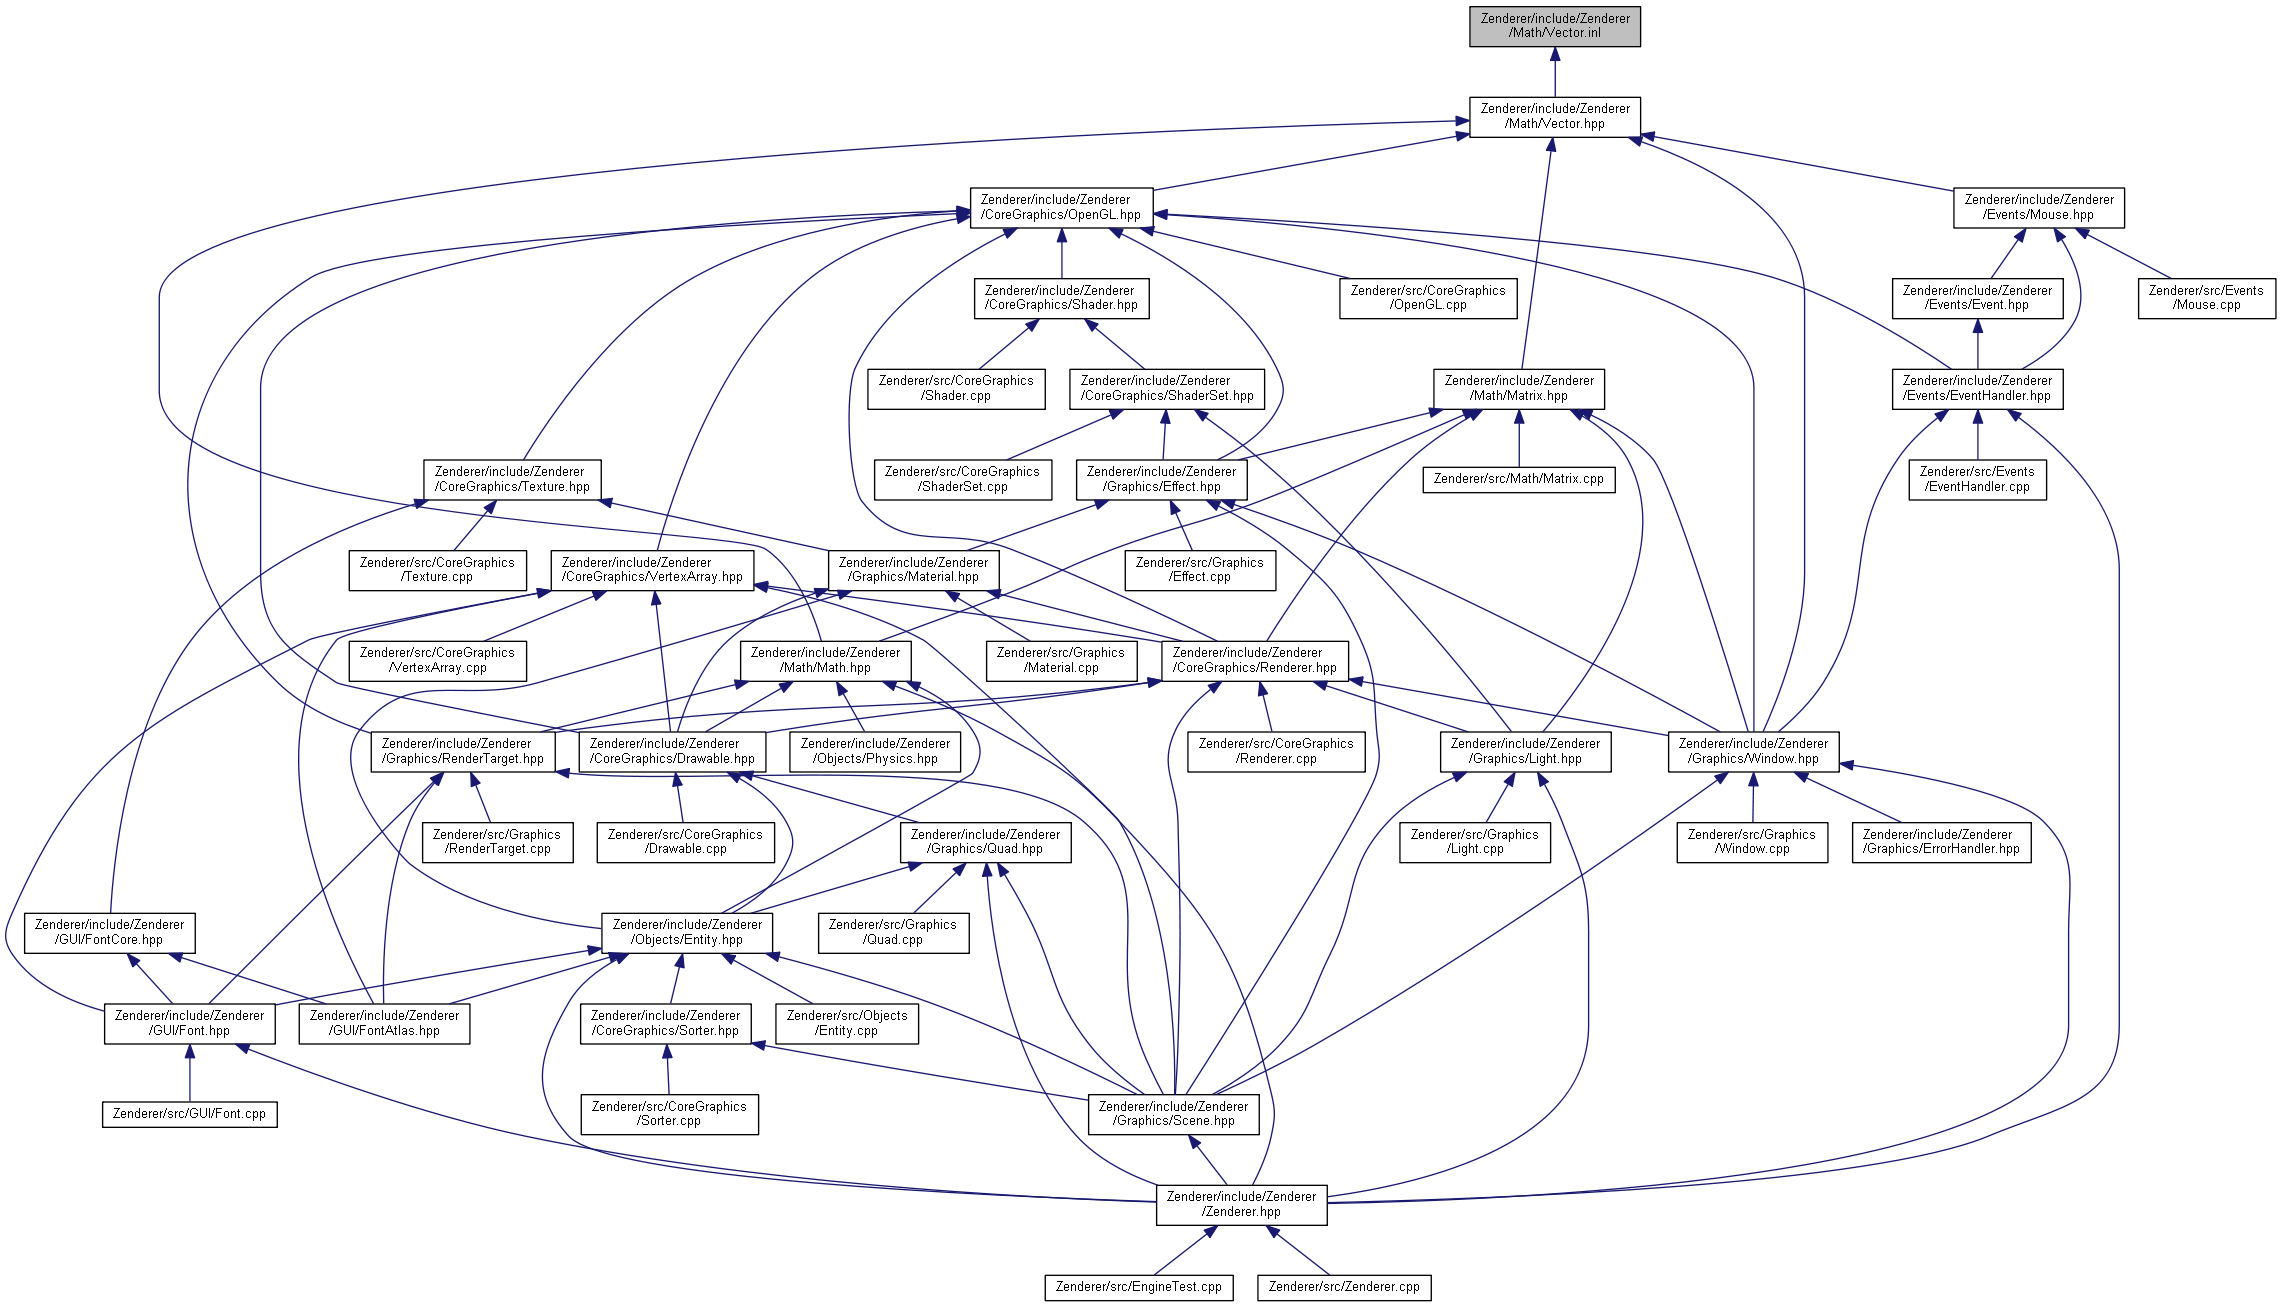 Zenderer/include/Zenderer
/Math/Vector.inl
Zenderer/include/Zenderer
/Math/Vector.hpp
Zenderer/include/Zenderer
/CoreGraphics/OpenGL.hpp
Zenderer/include/Zenderer
/Events/Mouse.hpp
Zenderer/include/Zenderer
/CoreGraphics/Shader.hpp
Zenderer/src/CoreGraphics
/OpenGL.cpp
Zenderer/include/Zenderer
/Events/Event.hpp
Zenderer/src/Events
/Mouse.cpp
Zenderer/src/CoreGraphics
/Shader.cpp
Zenderer/include/Zenderer
/CoreGraphics/ShaderSet.hpp
Zenderer/include/Zenderer
/Math/Matrix.hpp
Zenderer/include/Zenderer
/Events/EventHandler.hpp
Zenderer/include/Zenderer
/CoreGraphics/Texture.hpp
Zenderer/src/CoreGraphics
/ShaderSet.cpp
Zenderer/include/Zenderer
/Graphics/Effect.hpp
Zenderer/src/Math/Matrix.cpp
Zenderer/src/Events
/EventHandler.cpp
Zenderer/src/CoreGraphics
/Texture.cpp
Zenderer/include/Zenderer
/CoreGraphics/VertexArray.hpp
Zenderer/include/Zenderer
/Graphics/Material.hpp
Zenderer/src/Graphics
/Effect.cpp
Zenderer/src/CoreGraphics
/VertexArray.cpp
Zenderer/include/Zenderer
/Math/Math.hpp
Zenderer/src/Graphics
/Material.cpp
Zenderer/include/Zenderer
/CoreGraphics/Renderer.hpp
Zenderer/include/Zenderer
/Graphics/RenderTarget.hpp
Zenderer/include/Zenderer
/CoreGraphics/Drawable.hpp
Zenderer/include/Zenderer
/Objects/Physics.hpp
Zenderer/src/CoreGraphics
/Renderer.cpp
Zenderer/include/Zenderer
/Graphics/Light.hpp
Zenderer/include/Zenderer
/Graphics/Window.hpp
Zenderer/src/Graphics
/RenderTarget.cpp
Zenderer/src/CoreGraphics
/Drawable.cpp
Zenderer/include/Zenderer
/Graphics/Quad.hpp
Zenderer/src/Graphics
/Light.cpp
Zenderer/src/Graphics
/Window.cpp
Zenderer/include/Zenderer
/Graphics/ErrorHandler.hpp
Zenderer/include/Zenderer
/GUI/FontCore.hpp
Zenderer/include/Zenderer
/Objects/Entity.hpp
Zenderer/src/Graphics
/Quad.cpp
Zenderer/include/Zenderer
/GUI/Font.hpp
Zenderer/include/Zenderer
/GUI/FontAtlas.hpp
Zenderer/include/Zenderer
/CoreGraphics/Sorter.hpp
Zenderer/src/Objects
/Entity.cpp
Zenderer/src/GUI/Font.cpp
Zenderer/src/CoreGraphics
/Sorter.cpp
Zenderer/include/Zenderer
/Graphics/Scene.hpp
Zenderer/include/Zenderer
/Zenderer.hpp
Zenderer/src/EngineTest.cpp
Zenderer/src/Zenderer.cpp